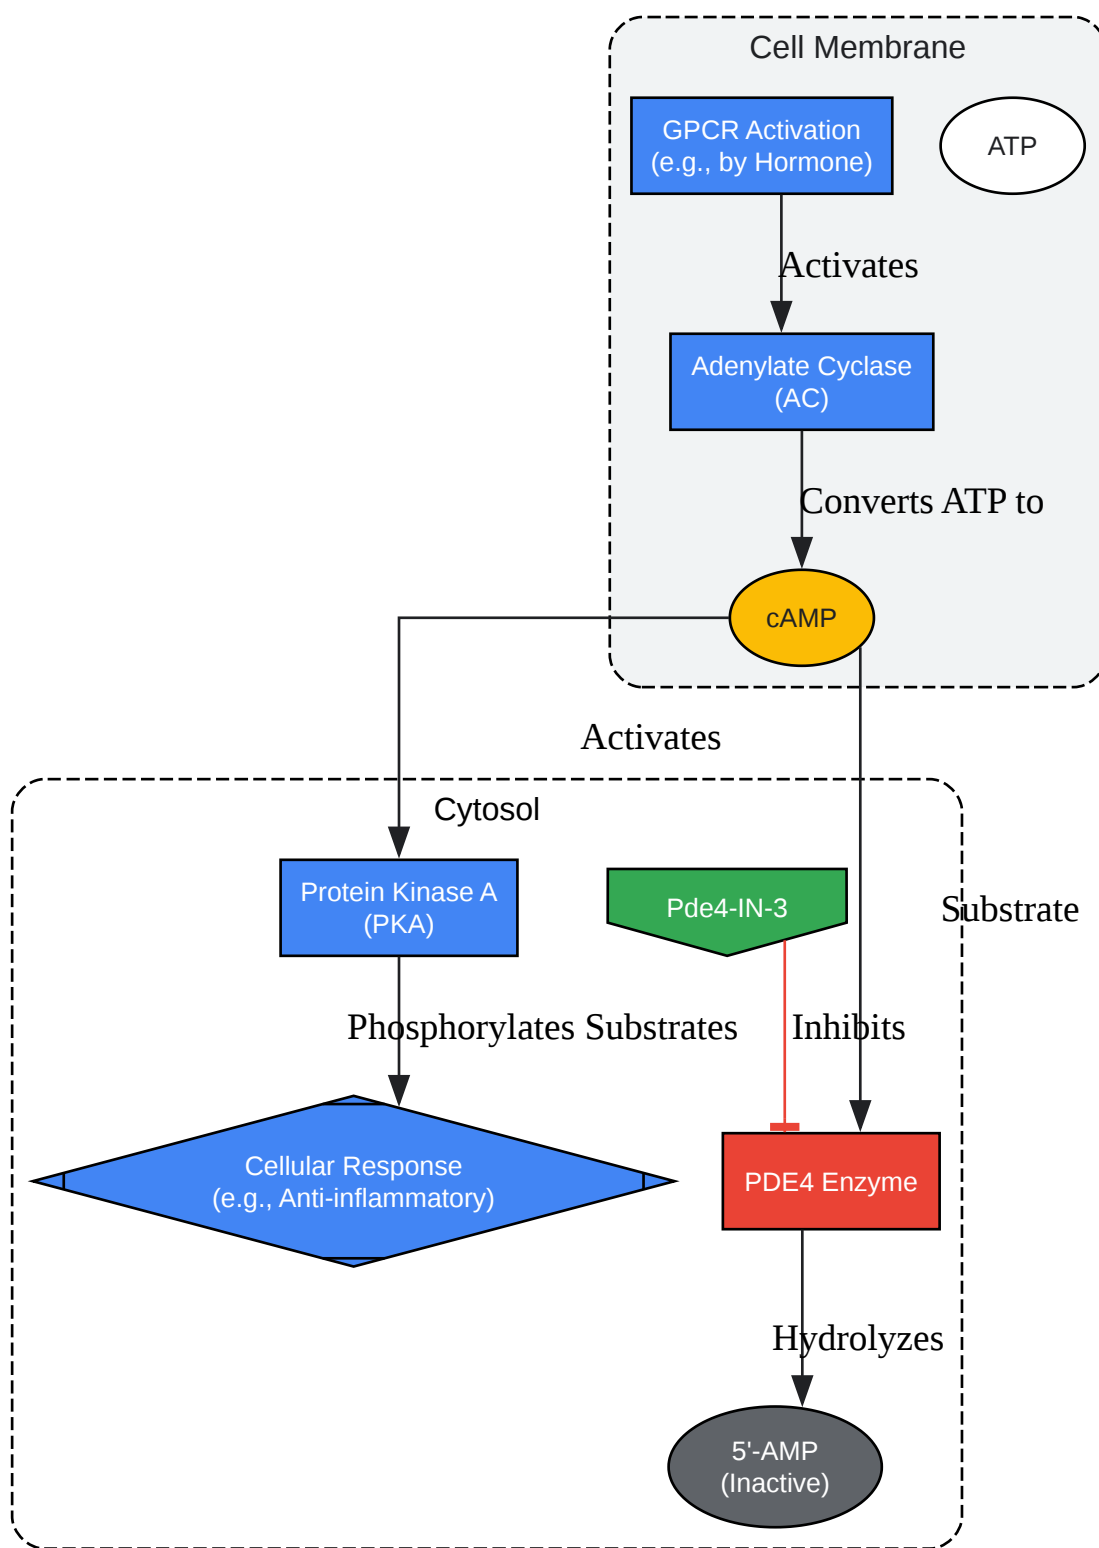 Cell Membrane
GPCR Activation
(e.g., by Hormone)
ATP
Activates
Adenylate Cyclase
(AC)
Converts ATP to
cAMP
Activates
Cytosol
Protein Kinase A
(PKA)
Pde4-IN-3
Substrate
Phosphorylates Substrates
Inhibits
Cellular Response
(e.g., Anti-inflammatory)
PDE4 Enzyme
Hydrolyzes
5'-AMP
(Inactive)